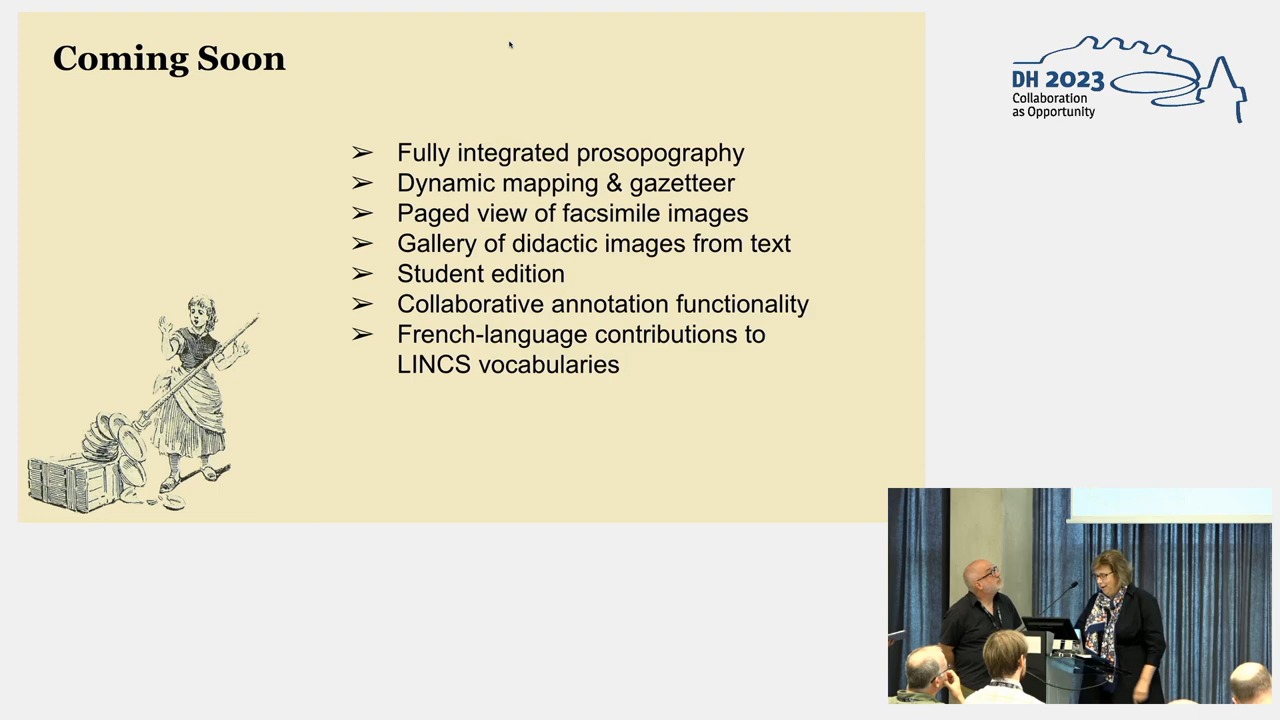 Coming Soon
➢ Fully integrated prosopography
➢ Dynamic mapping & gazetteer
➢ Paged view of facsimile images
➢ Gallery of didactic images from text
➢ Student edition
➢ Collaborative annotation functionality
➢ French-language contributions to
LINCS vocabularies
DH 2023
Collaboration
as Opportunity